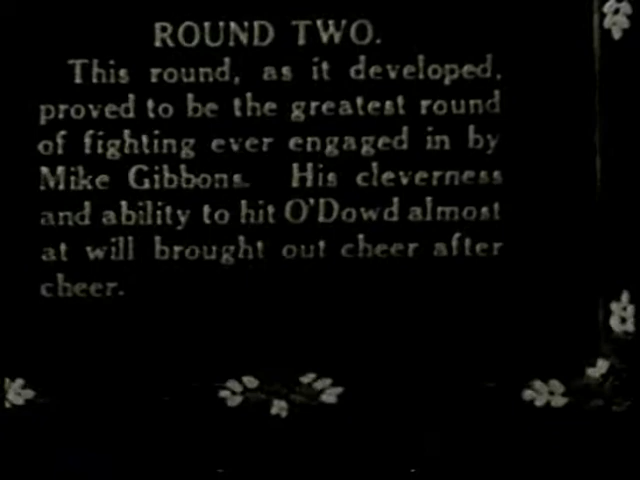 ROUND TWO.
This round, as it developed,
proved to be the greatest round
of fighting ever engaged in by
Mike Gibbons. His cleverness
and ability to hit O'Dowd almost
at will brought out cheer after
cheer.